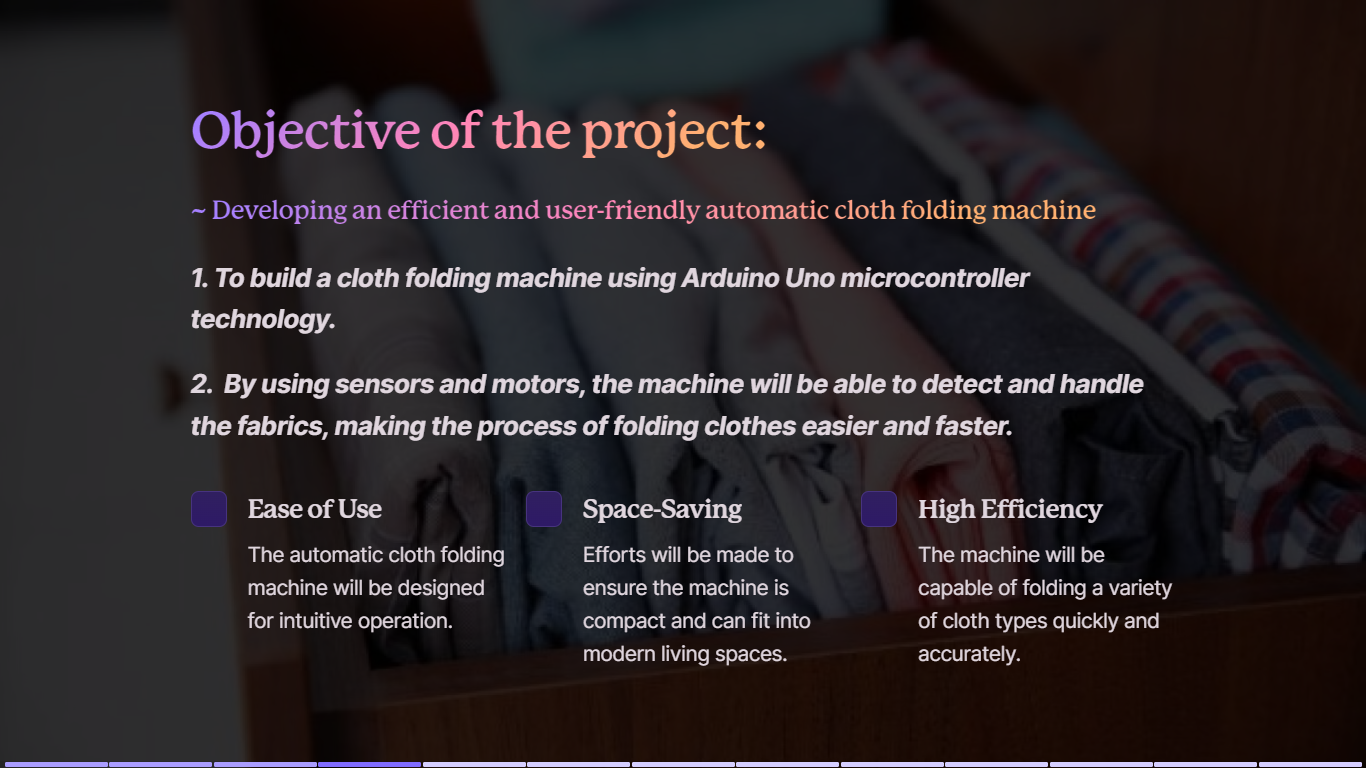 Objective of the project:
~ Developing an efficient and user-friendly automatic cloth folding machine
1. To build a cloth folding machine using Arduino Uno microcontroller
technology.
2.  By using sensors and motors, the machine will be able to detect and handle
the fabrics, making the process of folding clothes easier and faster.
Ease of Use
The automatic cloth folding
machine will be designed
for intuitive operation.
Space-Saving
Efforts will be made to
ensure the machine is
compact and can fit into
modern living spaces.
High Efficiency
The machine will be
capable of folding a variety
of cloth types quickly and
accurately.